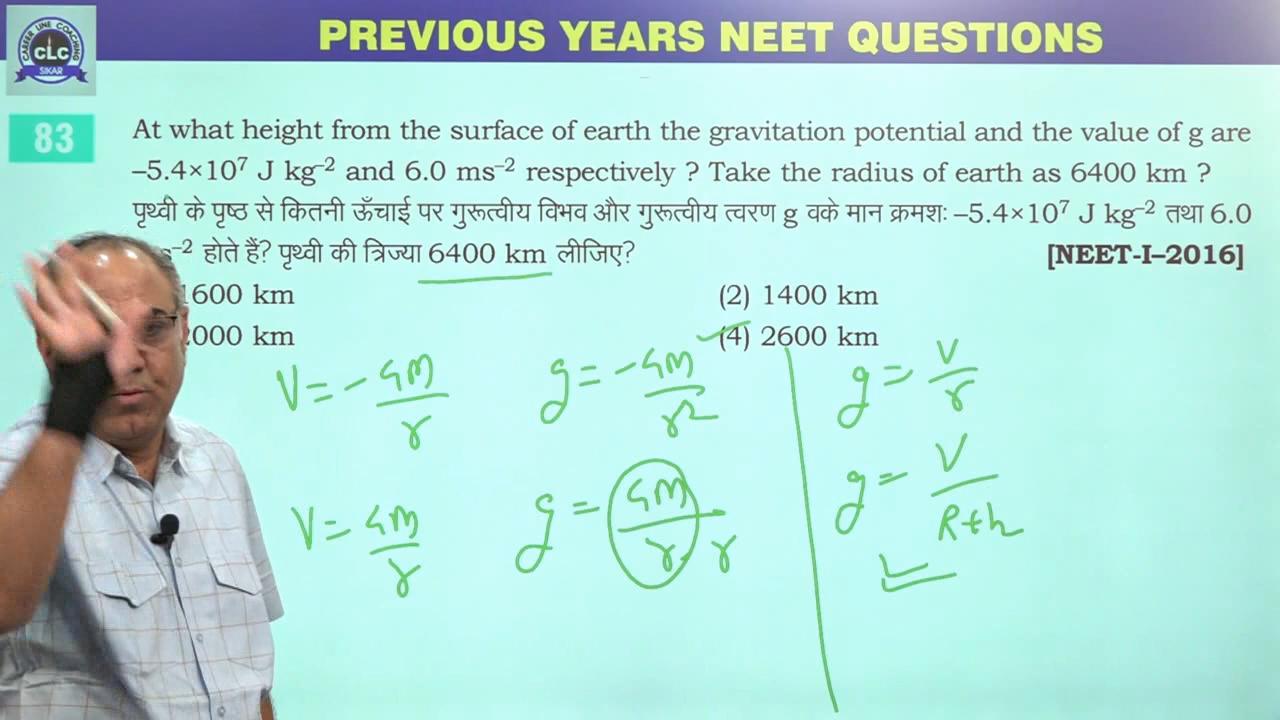 PREVIOUS YEARS NEET QUESTIONS
CAREER LINE COACHING
CLC
SIKAR
83
At what height from the surface of earth the gravitation potential and the value of g are
–5.4×10⁷ J kg⁻² and 6.0 ms⁻² respectively ? Take the radius of earth as 6400 km ?
पृथ्वी के पृष्ठ से कितनी ऊँचाई पर गुरूत्वीय विभव और गुरूत्वीय त्वरण g वके मान क्रमशः –5.4×10⁷ J kg⁻² तथा 6.0
⁻² होते हैं? पृथ्वी की त्रिज्या 6400 km लीजिए?
[NEET-I–2016]
1600 km
(2) 1400 km
000 km
(4) 2600 km
V = - GM/r
g = - GM/r²
g = V/r
V = GM/r
g = GM/r. r
g = V/R+h